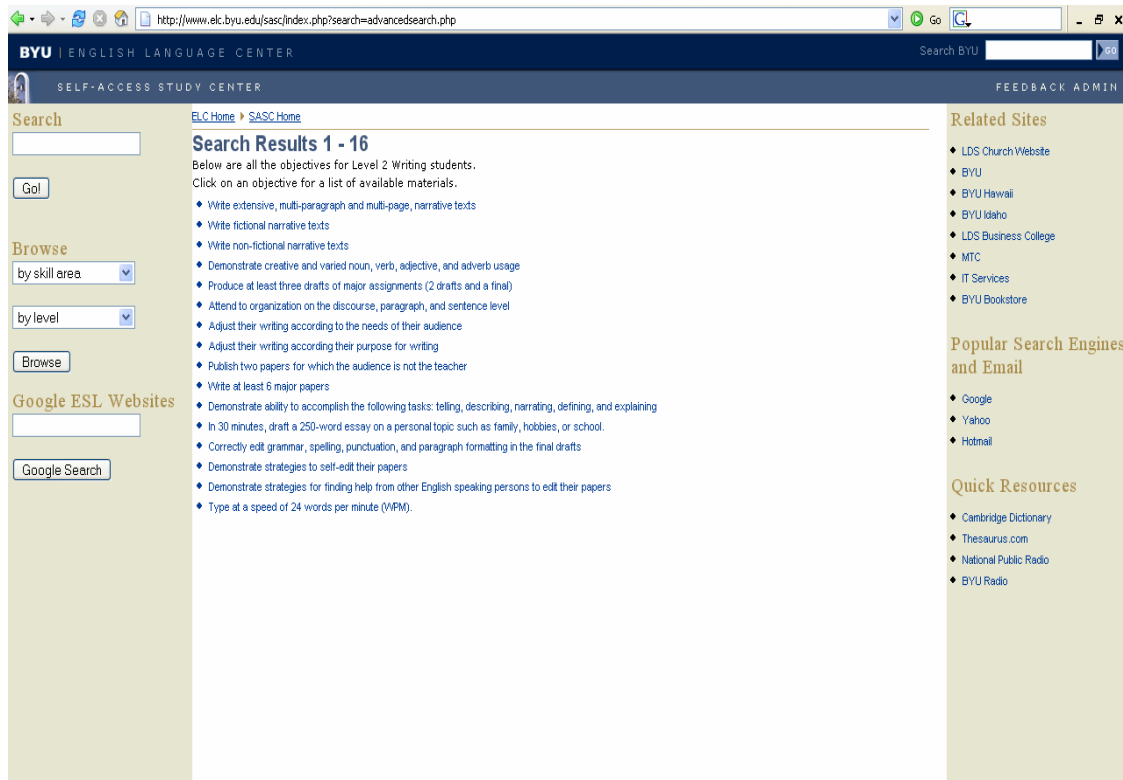 http://www.elc.byu.edu/sasc/index.php?search=advancedsearch.php
Go
G
BYU | ENGLISH LANGUAGE CENTER
Search BYU
GO
SELF-ACCESS STUDY CENTER
FEEDBACK ADMIN
Search
Go!
Browse
by skill area
by level
Browse
Google ESL Websites
Google Search
ELC Home SASC Home
Search Results 1 - 16
Below are all the objectives for Level 2 Writing students.
Click on an objective for a list of available materials.
Write extensive, multi-paragraph and multi-page, narrative texts
Write fictional narrative texts
Write non-fictional narrative texts
Demonstrate creative and varied noun, verb, adjective, and adverb usage
Produce at least three drafts of major assignments (2 drafts and a final)
Attend to organization on the discourse, paragraph, and sentence level
Adjust their writing according to the needs of their audience
Adjust their writing according their purpose for writing
Publish two papers for which the audience is not the teacher
Write at least 6 major papers
Demonstrate ability to accomplish the following tasks: telling, describing, narrating, defining, and explaining
In 30 minutes, draft a 250-word essay on a personal topic such as family, hobbies, or school.
Correctly edit grammar, spelling, punctuation, and paragraph formatting in the final drafts
Demonstrate strategies to self-edit their papers
Demonstrate strategies for finding help from other English speaking persons to edit their papers
Type at a speed of 24 words per minute (WPM).
Related Sites
LDS Church Website
BYU
BYU Hawaii
BYU Idaho
LDS Business College
MTC
IT Services
BYU Bookstore
Popular Search Engines
and Email
Google
Yahoo
Hotmail
Quick Resources
Cambridge Dictionary
Thesaurus.com
National Public Radio
BYU Radio